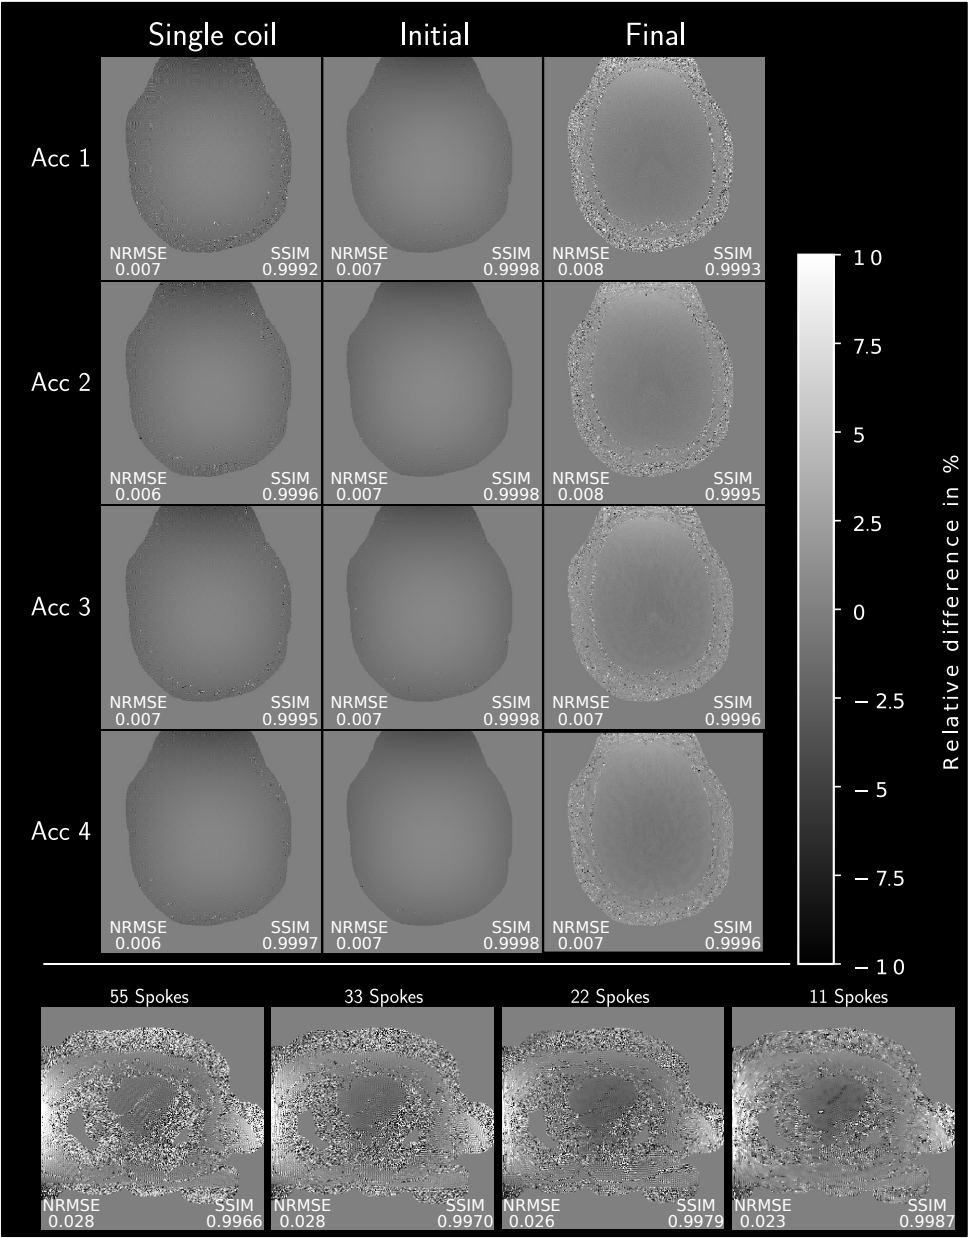 Single coil Initial Final
Acc 1
NRMSE SSIM NRMSE SSIM NRMSE SSIM
0.007 0.9992 0.007 0.9998 0.008 0.9993
Acc 2
NRMSE SSIM NRMSE SSIM NRMSE SSIM
0.006 0.9996 0.007 0.9998 0.008 0.9995
Acc 3
NRMSE SSIM NRMSE SSIM NRMSE SSIM
0.007 0.9995 0.007 0.9998 0.007 0.9996
Acc 4
NRMSE SSIM NRMSE SSIM NRMSE SSIM
0.006 0.9997 0.007 0.9998 0.007 0.9996
10
7.5
5
2.5
0
−2.5
−5
−7.5
−10
Relative difference in %
55 Spokes 33 Spokes 22 Spokes 11 Spokes
NRMSE SSIM NRMSE SSIM NRMSE SSIM NRMSE SSIM
0.028 0.9966 0.028 0.9970 0.026 0.9979 0.023 0.9987